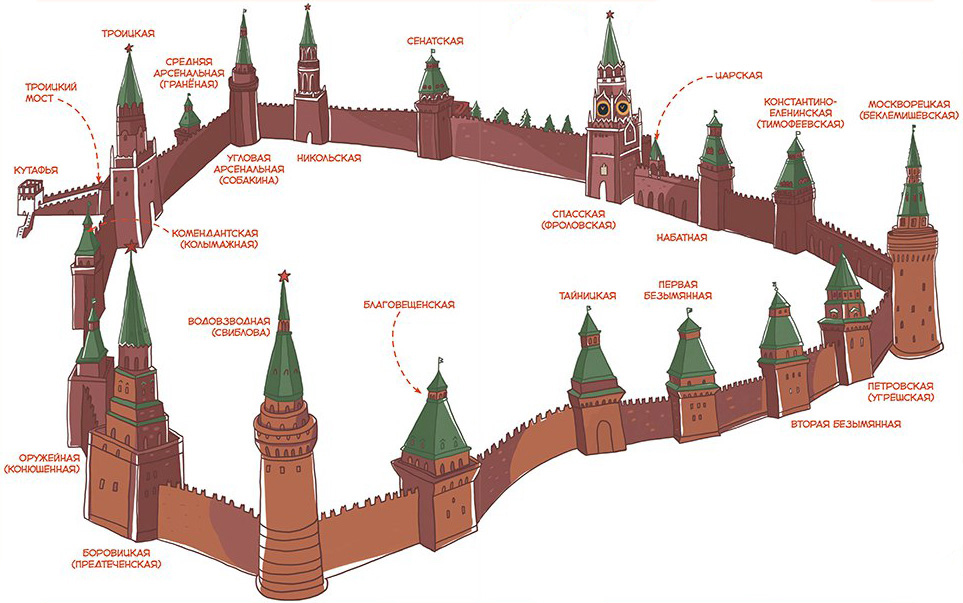 ТРОИЦКАЯ
СРЕДНЯЯ
АРСЕНАЛЬНАЯ
(ГРАНЁНАЯ)
ТРОИЦКИЙ
МОСТ
КУТАФЬЯ
УГЛОВАЯ
АРСЕНАЛЬНАЯ
(СОБАКИНА)
НИКОЛЬСКАЯ
СЕНАТСКАЯ
ЦАРСКАЯ
КОНСТАНТИНО-
ЕЛЕНИНСКАЯ
(ТИМОФЕЕВСКАЯ)
МОСКВОРЕЦКАЯ
(БЕКЛЕМИШЕВСКАЯ)
СПАССКАЯ
(ФРОЛОВСКАЯ)
НАБАТНАЯ
КОМЕНДАНТСКАЯ
(КОЛЫМАЖНАЯ)
ВОДОВЗВОДНАЯ
(СВИБЛОВА)
БЛАГОВЕЩЕНСКАЯ
ТАЙНИЦКАЯ
ПЕРВАЯ
БЕЗЫМЯННАЯ
ПЕТРОВСКАЯ
(УГРЕШСКАЯ)
ВТОРАЯ БЕЗЫМЯННАЯ
ОРУЖЕЙНАЯ
(КОНЮШЕННАЯ)
БОРОВИЦКАЯ
(ПРЕДТЕЧЕНСКАЯ)